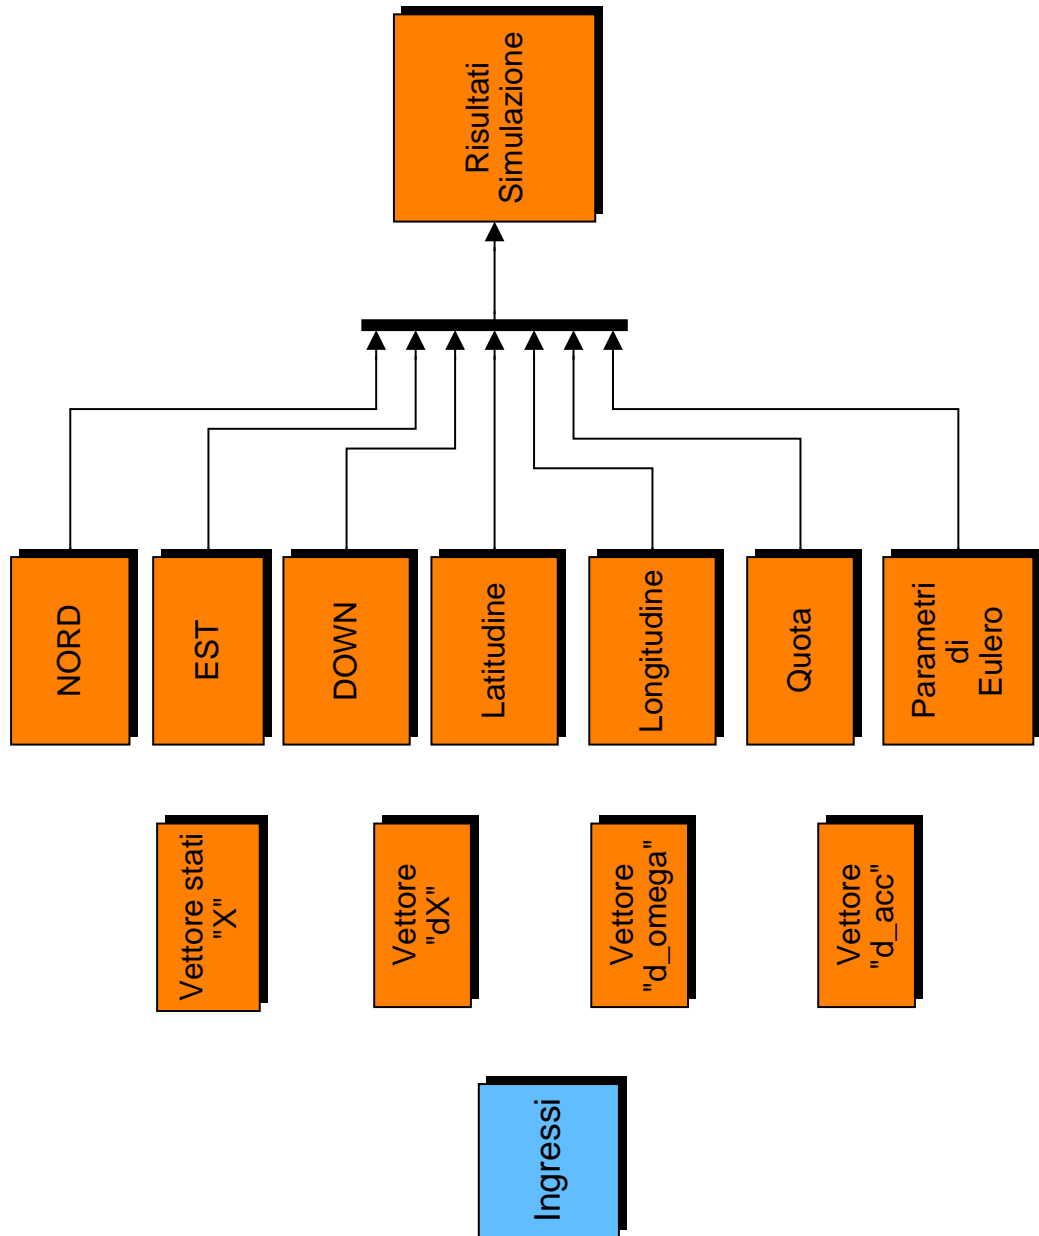 Risultati
Simulazione
NORD
EST
DOWN
Latitudine
Longitudine
Quota
Parametri
di
Eulero
Vettore stati
"X"
Vettore
"dX"
Vettore
"d_omega"
Vettore
"d_acc"
Ingressi